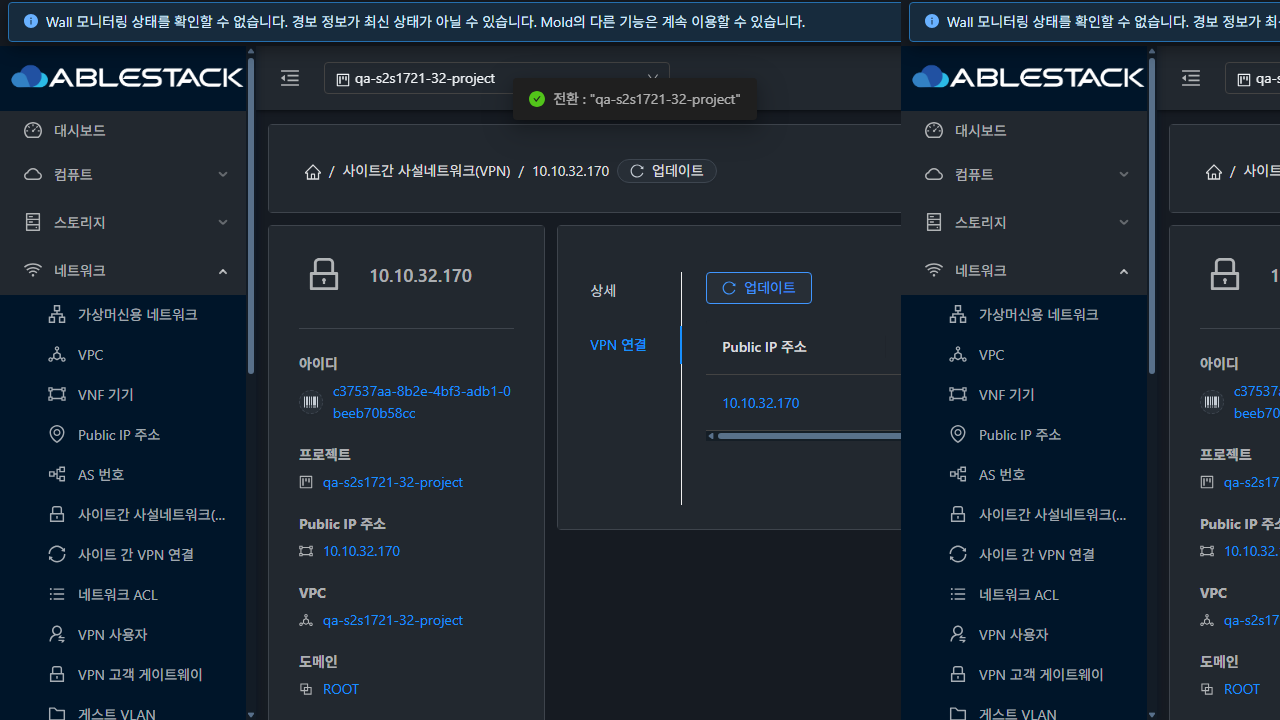 Wall 모니터링 상태를 확인할 수 없습니다. 경보 정보가 최신 상태가 아닐 수 있습니다. Mold의 다른 기능은 계속 이용할 수 있습니다.
ABLESTACK
qa-s2s1721-32-project
전환 : "qa-s2s1721-32-project"
대시보드
컴퓨트
스토리지
네트워크
가상머신용 네트워크
VPC
VNF 기기
Public IP 주소
AS 번호
사이트간 사설네트워크(...
사이트 간 VPN 연결
네트워크 ACL
VPN 사용자
VPN 고객 게이트웨이
게스트 VLAN
/ 사이트간 사설네트워크(VPN) / 10.10.32.170 업데이트
10.10.32.170
아이디
c37537aa-8b2e-4bf3-adb1-0
beeb70b58cc
프로젝트
qa-s2s1721-32-project
Public IP 주소
10.10.32.170
VPC
qa-s2s1721-32-project
도메인
ROOT
상세
VPN 연결
업데이트
Public IP 주소
10.10.32.170
Wall 모니터링 상태를 확인할 수 없습니다. 경보 정보가 최신
ABLESTACK
qa-s
대시보드
컴퓨트
스토리지
네트워크
가상머신용 네트워크
VPC
VNF 기기
Public IP 주소
AS 번호
사이트간 사설네트워크(...
사이트 간 VPN 연결
네트워크 ACL
VPN 사용자
VPN 고객 게이트웨이
게스트 VLAN
/ 사이트
1
아이디
c37537a
beeb70
프로젝트
qa-s2s17
Public IP 주소
10.10.32.
VPC
qa-s2s17
도메인
ROOT